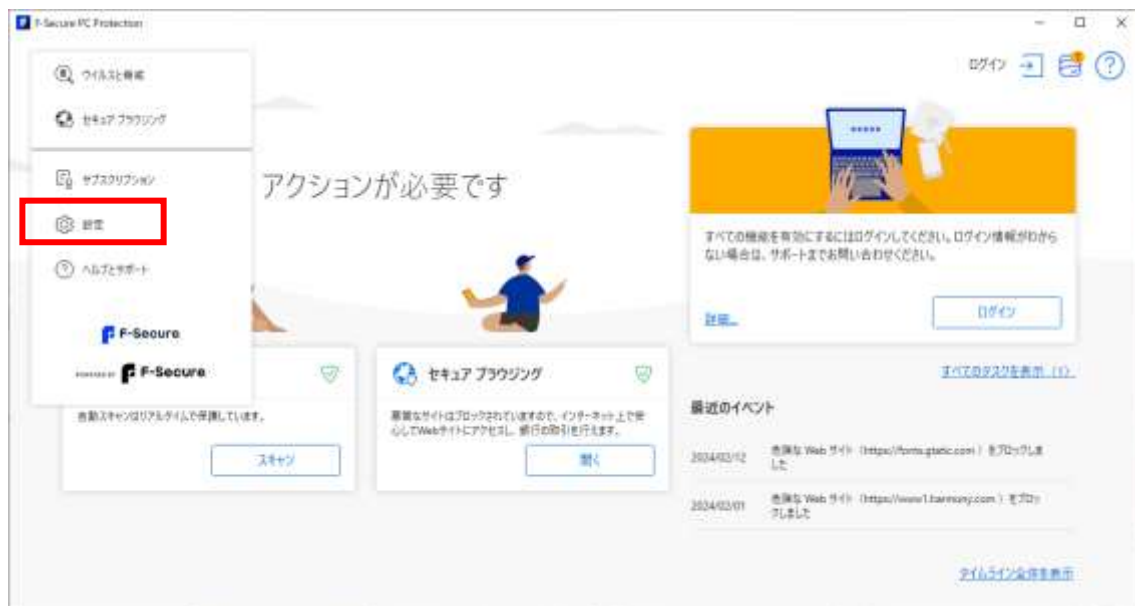 F-Secure PC Protection
ログイン
ウイルスと脅威
セキュア ブラウジング
サブスクリプション
設定
ヘルプとサポート
F-Secure
POWERED BY F-Secure
アクションが必要です
すべての機能を有効にするにはログインしてください。ログイン情報がわから
ない場合は、サポートまでお問い合わせください。
詳細...
ログイン
すべてのタスクを表示 (1)
自動スキャンはリアルタイムで保護しています。
スキャン
セキュア ブラウジング
悪質なサイトはブロックされていますので、インターネット上で安
心してWebサイトにアクセスし、銀行の取引を行えます。
開く
最近のイベント
2024/02/12
危険な Web サイト (https://fonts.gstatic.com ) をブロックしま
した
2024/02/01
危険な Web サイト (https://www1. ) をブロッ
クしました
タイムライン全体を表示